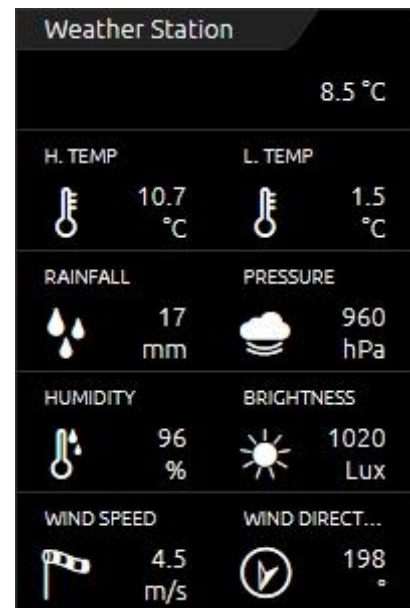 Weather Station
8.5 °C
H. TEMP L. TEMP
10.7 1.5
°C °C
RAINFALL PRESSURE
17 960
mm hPa
HUMIDITY BRIGHTNESS
96 1020
% Lux
WIND SPEED WIND DIRECT...
4.5 198
m/s °